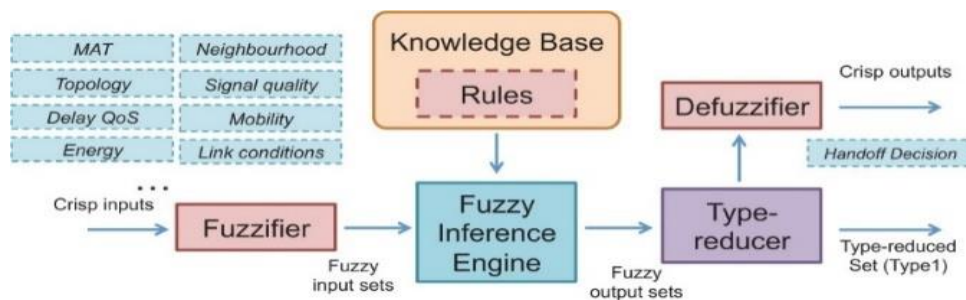 MAT
Neighbourhood
Topology
Signal quality
Delay QoS
Mobility
Energy
Link conditions
...
Knowledge Base
Rules
Crisp outputs
Defuzzifier
Handoff Decision
Crisp inputs
Fuzzifier
Fuzzy
input sets
Fuzzy
Inference
Engine
Fuzzy
output sets
Type-
reducer
Type-reduced
Set (Type1)